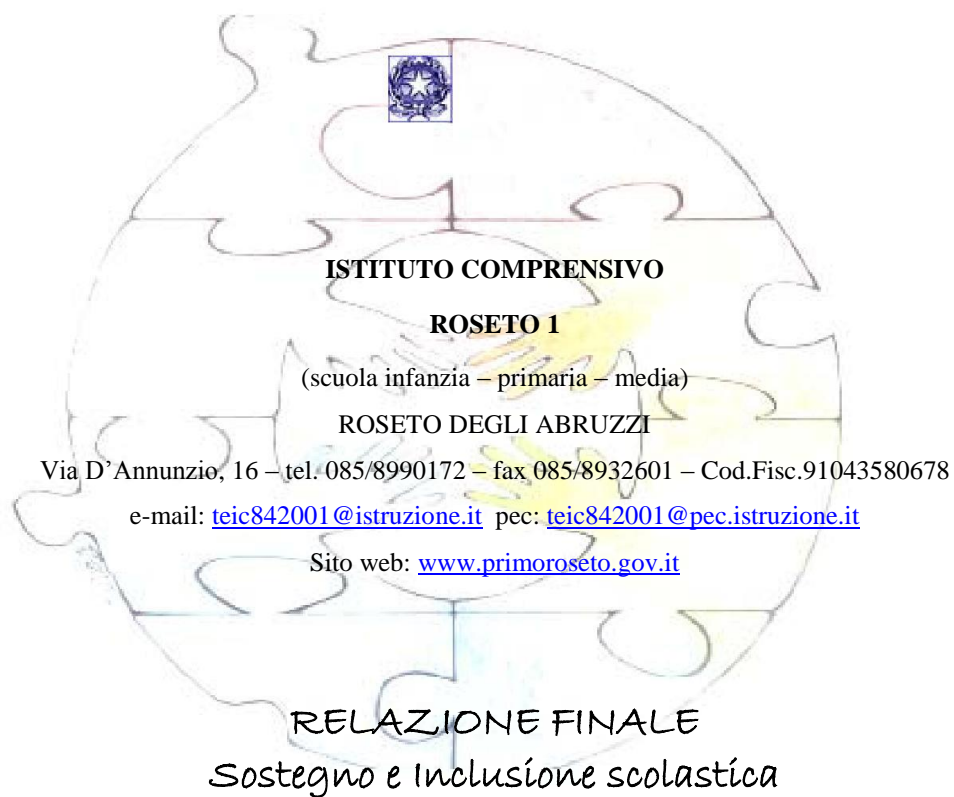 ISTITUTO COMPRENSIVO
ROSETO 1
(scuola infanzia – primaria – media)
ROSETO DEGLI ABRUZZI
Via D’Annunzio, 16 – tel. 085/8990172 – fax 085/8932601 – Cod.Fisc.91043580678
e-mail: teic842001@istruzione.it pec: teic842001@pec.istruzione.it
Sito web: www.primoroseto.gov.it
RELAZIONE FINALE
Sostegno e Inclusione scolastica